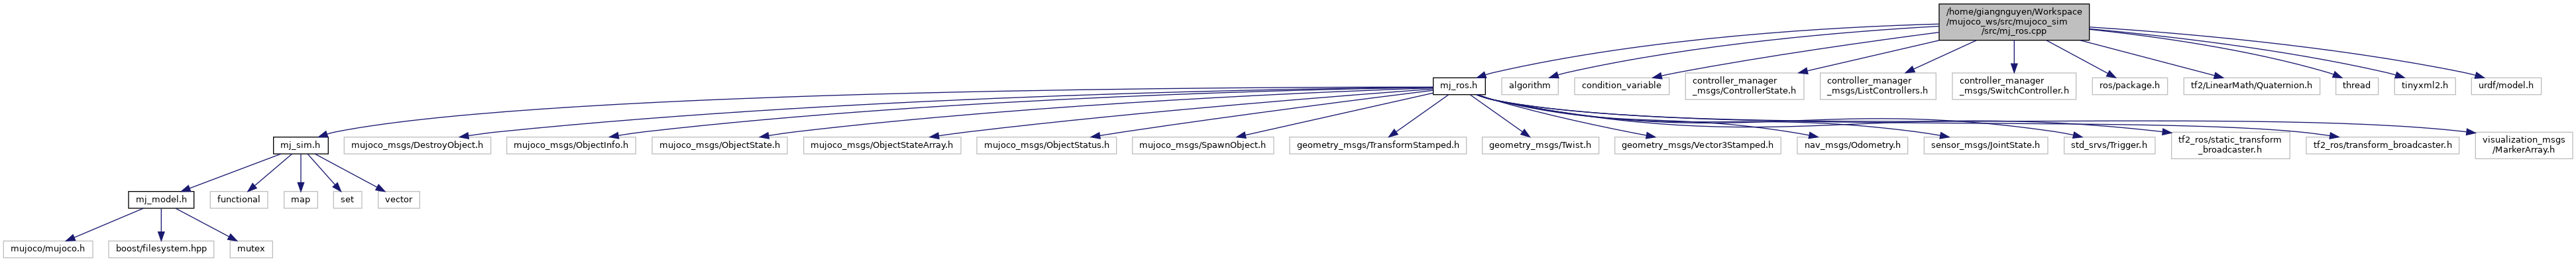 /home/giangnguyen/Workspace
/mujoco_ws/src/mujoco_sim
/src/mj_ros.cpp
mj_ros.h
algorithm
condition_variable
controller_manager
_msgs/ControllerState.h
controller_manager
_msgs/ListControllers.h
controller_manager
_msgs/SwitchController.h
ros/package.h
tf2/LinearMath/Quaternion.h
thread
tinyxml2.h
urdf/model.h
mj_sim.h
mujoco_msgs/DestroyObject.h
mujoco_msgs/ObjectInfo.h
mujoco_msgs/ObjectState.h
mujoco_msgs/ObjectStateArray.h
mujoco_msgs/ObjectStatus.h
mujoco_msgs/SpawnObject.h
geometry_msgs/TransformStamped.h
geometry_msgs/Twist.h
geometry_msgs/Vector3Stamped.h
nav_msgs/Odometry.h
sensor_msgs/JointState.h
std_srvs/Trigger.h
tf2_ros/static_transform
_broadcaster.h
tf2_ros/transform_broadcaster.h
visualization_msgs
/MarkerArray.h
mj_model.h
functional
map
set
vector
mujoco/mujoco.h
boost/filesystem.hpp
mutex